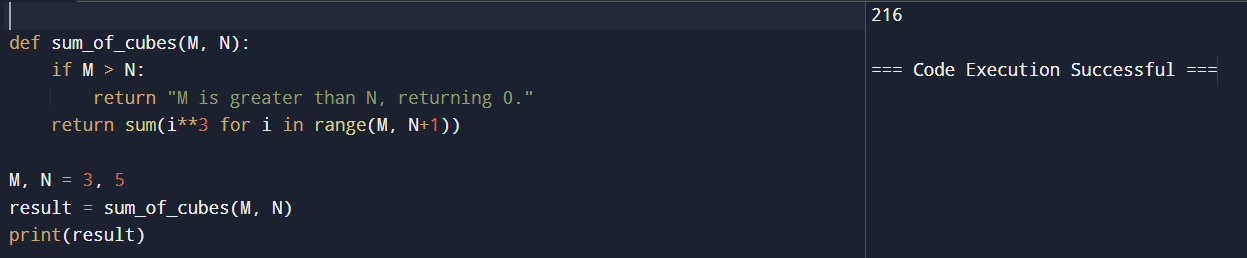 def sum_of_cubes(M, N):
    if M > N:
        return "M is greater than N, returning 0."
    return sum(i**3 for i in range(M, N+1))
M, N = 3, 5
result = sum_of_cubes(M, N)
print(result)
216
=== Code Execution Successful ===